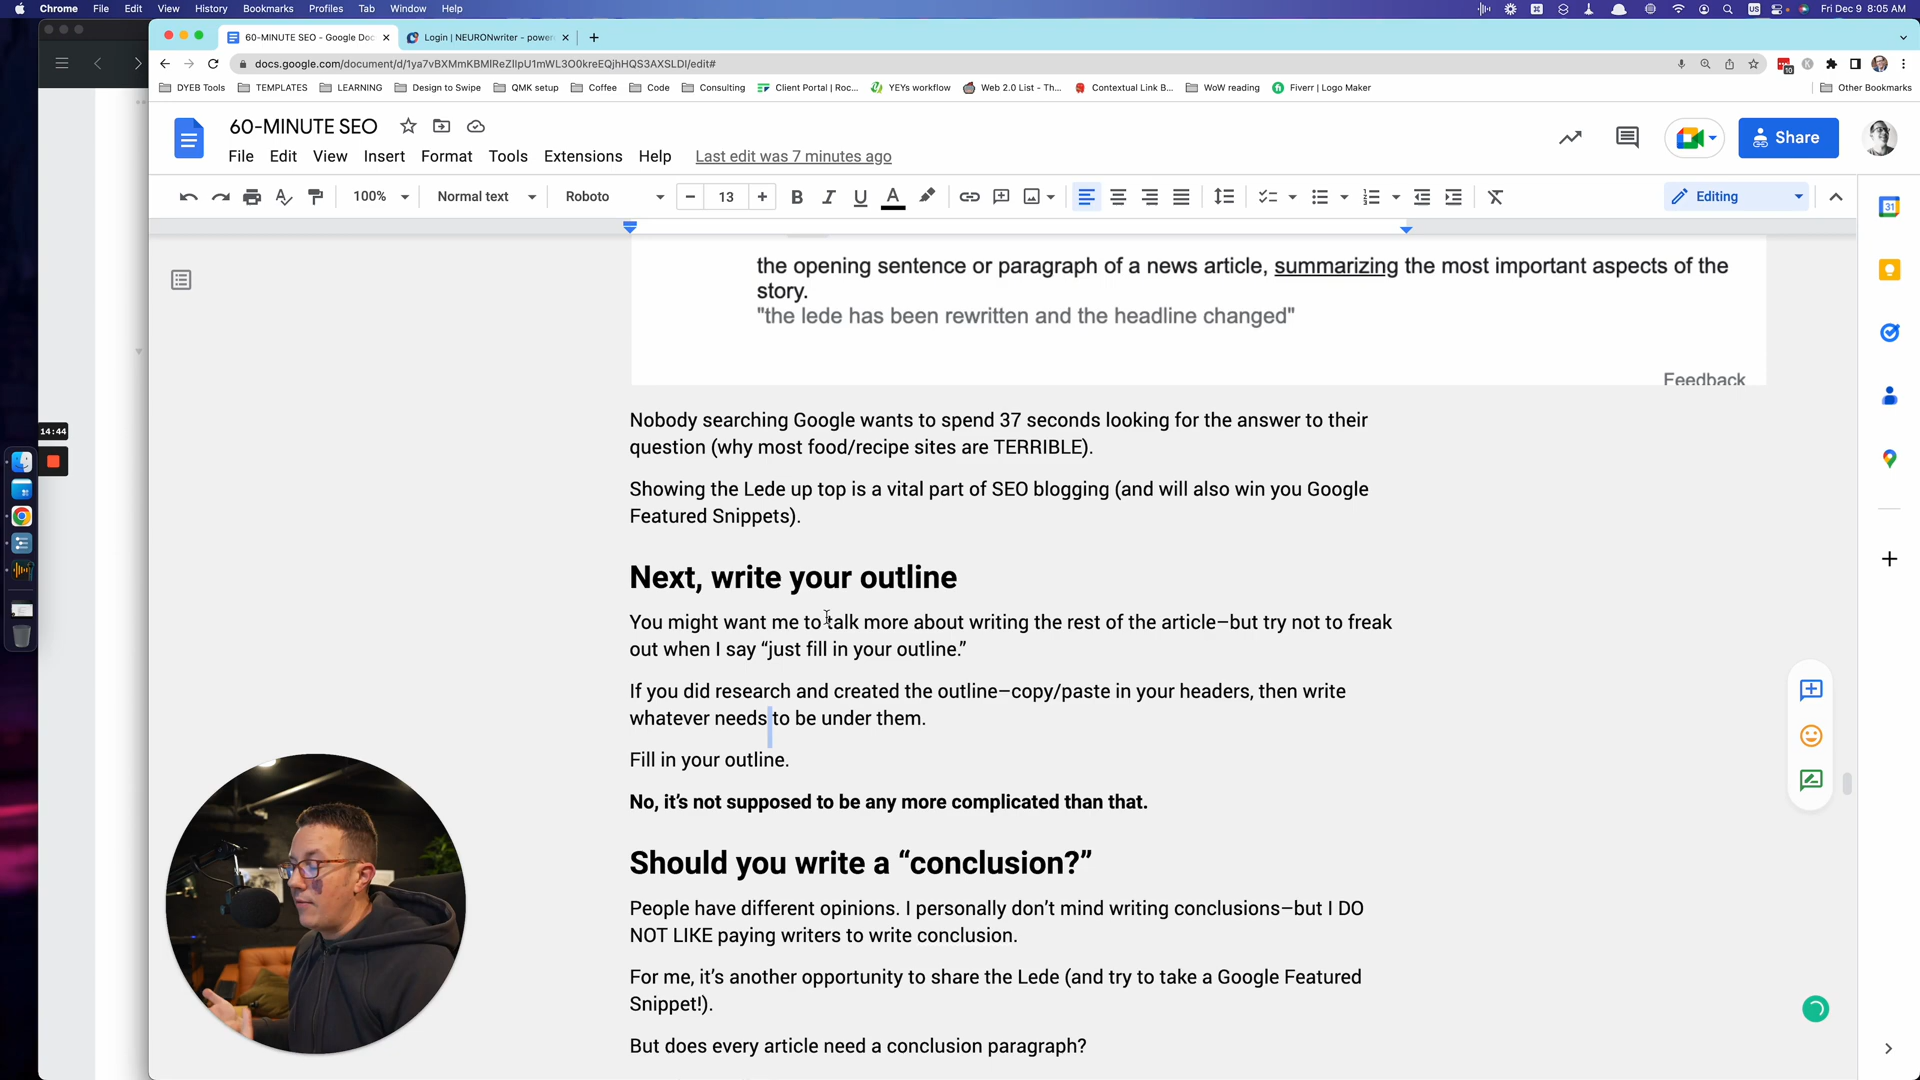 Chrome File Edit View History Bookmarks Profiles Tab Window Help
US
Fri Dec 9 8:05 AM
60-MINUTE SEO - Google Doc
Login | NEURONwriter - power
docs.google.com/document/d/1ya7vBXMmKBMlReZIlpU1mWL3O0kreEQjhHQS3AXSLDI/edit#
10
DYEB Tools TEMPLATES LEARNING Design to Swipe QMK setup Coffee Code Consulting Client Portal | Roc... YEYs workflow Web 2.0 List - Th... Contextual Link B... WoW reading Fiverr | Logo Maker Other Bookmarks
60-MINUTE SEO
Share
File Edit View Insert Format Tools Extensions Help Last edit was 7 minutes ago
100% Normal text Roboto 13 B I U A Editing
31
the opening sentence or paragraph of a news article, summarizing the most important aspects of the
story.
"the lede has been rewritten and the headline changed"
Feedback
14:44
Nobody searching Google wants to spend 37 seconds looking for the answer to their
question (why most food/recipe sites are TERRIBLE).
Showing the Lede up top is a vital part of SEO blogging (and will also win you Google
Featured Snippets).
Next, write your outline
You might want me to talk more about writing the rest of the article–but try not to freak
out when I say “just fill in your outline.”
If you did research and created the outline–copy/paste in your headers, then write
whatever needs to be under them.
Fill in your outline.
No, it’s not supposed to be any more complicated than that.
Should you write a “conclusion?”
People have different opinions. I personally don’t mind writing conclusions–but I DO
NOT LIKE paying writers to write conclusion.
For me, it’s another opportunity to share the Lede (and try to take a Google Featured
Snippet!).
But does every article need a conclusion paragraph?